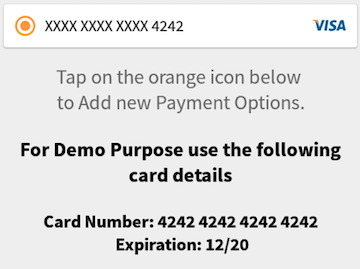 XXXX XXXX XXXX 4242 VISA
Tap on the orange icon below
to Add new Payment Options.
For Demo Purpose use the following
card details
Card Number: 4242 4242 4242 4242
Expiration: 12/20